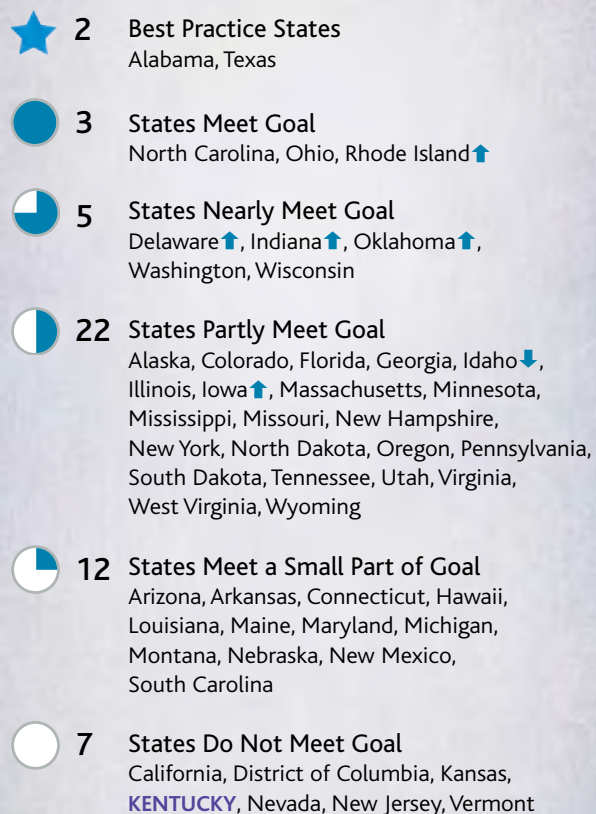 2 Best Practice States
Alabama, Texas
3 States Meet Goal
North Carolina, Ohio, Rhode Island⬆
5 States Nearly Meet Goal
Delaware⬆, Indiana⬆, Oklahoma⬆,
Washington, Wisconsin
22 States Partly Meet Goal
Alaska, Colorado, Florida, Georgia, Idaho⬇,
Illinois, Iowa⬆, Massachusetts, Minnesota,
Mississippi, Missouri, New Hampshire,
New York, North Dakota, Oregon, Pennsylvania,
South Dakota, Tennessee, Utah, Virginia,
West Virginia, Wyoming
12 States Meet a Small Part of Goal
Arizona, Arkansas, Connecticut, Hawaii,
Louisiana, Maine, Maryland, Michigan,
Montana, Nebraska, New Mexico,
South Carolina
7 States Do Not Meet Goal
California, District of Columbia, Kansas,
KENTUCKY, Nevada, New Jersey, Vermont